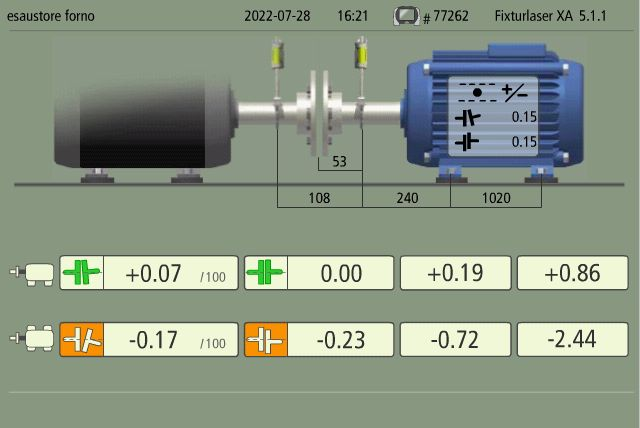 esaustore forno 2022-07-28 16:21 # 77262 Fixturlaser XA 5.1.1
+/-
0.15
0.15
53
108 240 1020
+0.07 /100 0.00 +0.19 +0.86
-0.17 /100 -0.23 -0.72 -2.44